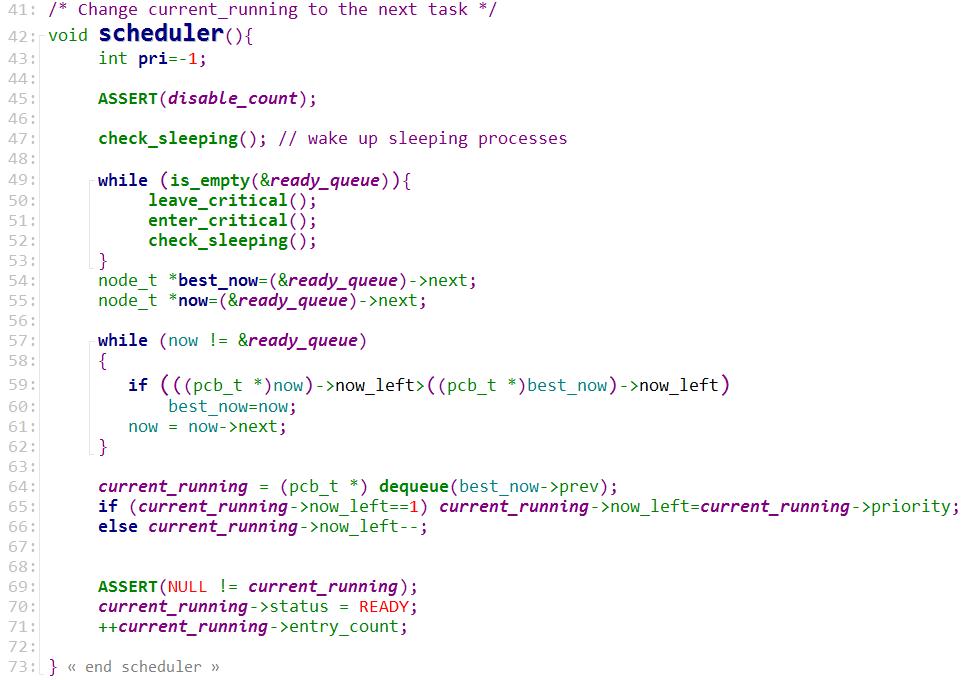 41: /* Change current_running to the next task */
42: void scheduler(){
43: int pri=-1;
44:
45: ASSERT(disable_count);
46:
47: check_sleeping(); // wake up sleeping processes
48:
49: while (is_empty(&ready_queue)){
50: leave_critical();
51: enter_critical();
52: check_sleeping();
53: }
54: node_t *best_now=(&ready_queue)->next;
55: node_t *now=(&ready_queue)->next;
56:
57: while (now != &ready_queue)
58: {
59: if (((pcb_t *)now)->now_left>((pcb_t *)best_now)->now_left)
60: best_now=now;
61: now = now->next;
62: }
63:
64: current_running = (pcb_t *) dequeue(best_now->prev);
65: if (current_running->now_left==1) current_running->now_left=current_running->priority;
66: else current_running->now_left--;
67:
68:
69: ASSERT(NULL != current_running);
70: current_running->status = READY;
71: ++current_running->entry_count;
72:
73: } « end scheduler »